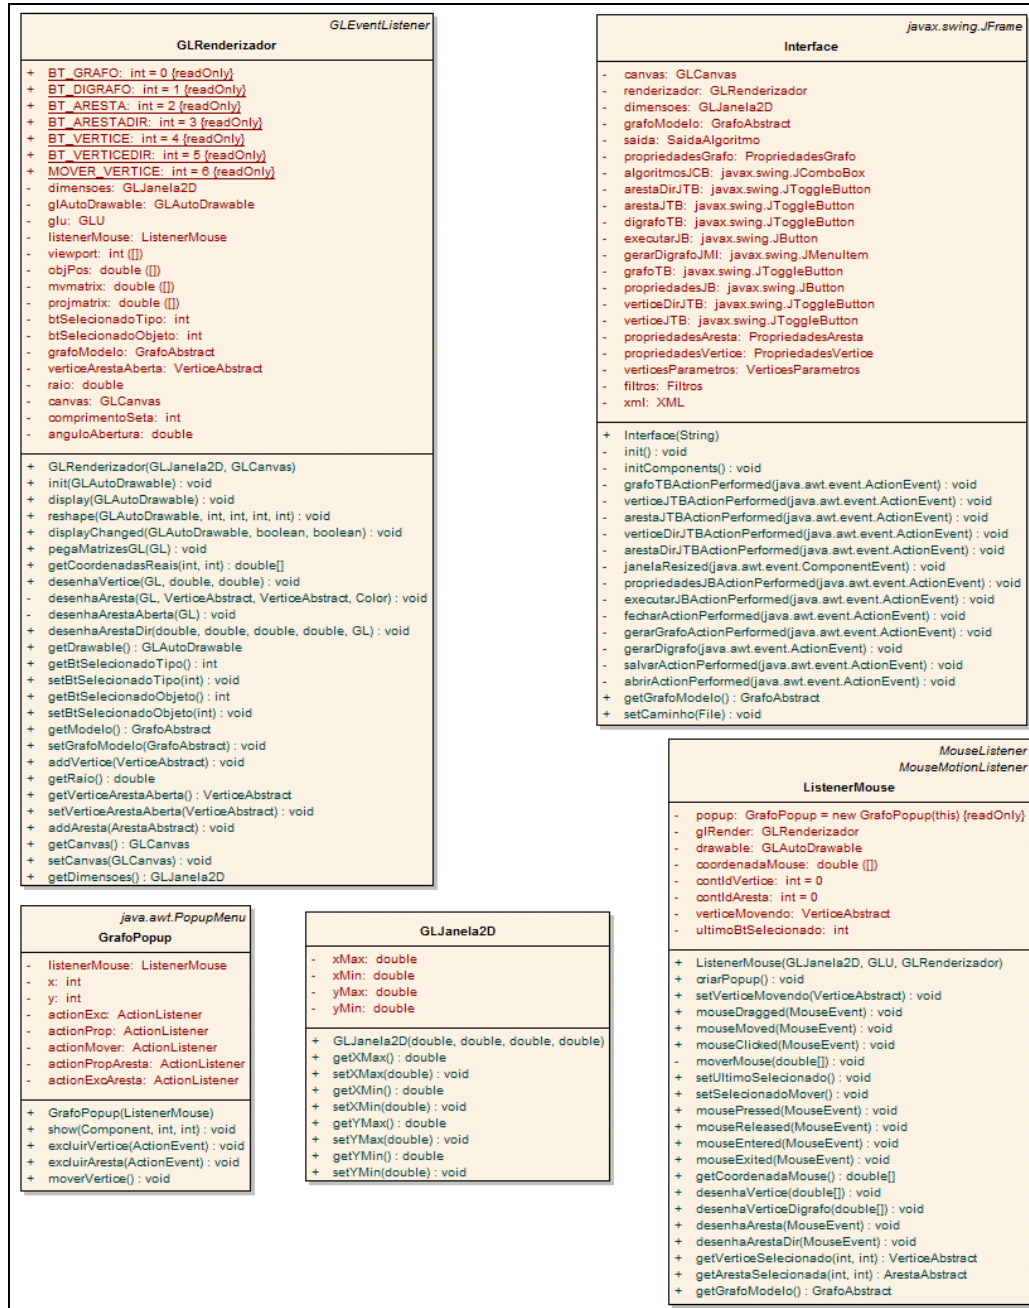 GLEventListener
GLRenderizador
+ BT_GRAFO: int = 0 {readOnly}
+ BT_DIGRAFO: int = 1 {readOnly}
+ BT_ARESTA: int = 2 {readOnly}
+ BT_ARESTADIR: int = 3 {readOnly}
+ BT_VERTICE: int = 4 {readOnly}
+ BT_VERTICEDIR: int = 5 {readOnly}
+ MOVER_VERTICE: int = 6 {readOnly}
- dimensoes: GLJanela2D
- glAutoDrawable: GLAutoDrawable
- glu: GLU
- listenerMouse: ListenerMouse
- viewport: int ([])
- objPos: double ([])
- mvmatrix: double ([])
- projmatrix: double ([])
- btSelecionadoTipo: int
- btSelecionadoObjeto: int
- grafoModelo: GrafoAbstract
- verticeArestaAberta: VerticeAbstract
- raio: double
- canvas: GLCanvas
- comprimentoSeta: int
- anguloAbertura: double
+ GLRenderizador(GLJanela2D, GLCanvas)
+ init(GLAutoDrawable) : void
+ display(GLAutoDrawable) : void
+ reshape(GLAutoDrawable, int, int, int, int) : void
+ displayChanged(GLAutoDrawable, boolean, boolean) : void
+ pegaMatrizesGL(GL) : void
+ getCoordenadasReais(int, int) : double[]
+ desenhaVertice(GL, double, double) : void
- desenhaAresta(GL, VerticeAbstract, VerticeAbstract, Color) : void
- desenhaArestaAberta(GL) : void
+ desenhaArestaDir(double, double, double, double, GL) : void
+ getDrawable() : GLAutoDrawable
+ getBtSelecionadoTipo() : int
+ setBtSelecionadoTipo(int) : void
+ getBtSelecionadoObjeto() : int
+ setBtSelecionadoObjeto(int) : void
+ getModelo() : GrafoAbstract
+ setGrafoModelo(GrafoAbstract) : void
+ addVertice(VerticeAbstract) : void
+ getRaio() : double
+ getVerticeArestaAberta() : VerticeAbstract
+ setVerticeArestaAberta(VerticeAbstract) : void
+ addAresta(ArestaAbstract) : void
+ getCanvas() : GLCanvas
+ setCanvas(GLCanvas) : void
+ getDimensoes() : GLJanela2D
javax.swing.JFrame
Interface
- canvas: GLCanvas
- renderizador: GLRenderizador
- dimensoes: GLJanela2D
- grafoModelo: GrafoAbstract
- saida: SaidaAlgoritmo
- propriedadesGrafo: PropriedadesGrafo
- algoritmosJCB: javax.swing.JComboBox
- arestaDirJTB: javax.swing.JToggleButton
- arestaJTB: javax.swing.JToggleButton
- digrafoTB: javax.swing.JToggleButton
- executarJB: javax.swing.JButton
- gerarDigrafoJMI: javax.swing.JMenuItem
- grafoTB: javax.swing.JToggleButton
- propriedadesJB: javax.swing.JButton
- verticeDirJTB: javax.swing.JToggleButton
- verticeJTB: javax.swing.JToggleButton
- propriedadesAresta: PropriedadesAresta
- propriedadesVertice: PropriedadesVertice
- verticesParametros: VerticesParametros
- filtros: Filtros
- xml: XML
+ Interface(String)
- init() : void
- initComponents() : void
- grafoTBActionPerformed(java.awt.event.ActionEvent) : void
- verticeJTBActionPerformed(java.awt.event.ActionEvent) : void
- arestaJTBActionPerformed(java.awt.event.ActionEvent) : void
- verticeDirJTBActionPerformed(java.awt.event.ActionEvent) : void
- arestaDirJTBActionPerformed(java.awt.event.ActionEvent) : void
- janelaResized(java.awt.event.ComponentEvent) : void
- propriedadesJBActionPerformed(java.awt.event.ActionEvent) : void
- executarJBActionPerformed(java.awt.event.ActionEvent) : void
- fecharActionPerformed(java.awt.event.ActionEvent) : void
- gerarGrafoActionPerformed(java.awt.event.ActionEvent) : void
- gerarDigrafo(java.awt.event.ActionEvent) : void
- salvarActionPerformed(java.awt.event.ActionEvent) : void
- abrirActionPerformed(java.awt.event.ActionEvent) : void
+ getGrafoModelo() : GrafoAbstract
+ setCaminho(File) : void
MouseListener
MouseMotionListener
ListenerMouse
- popup: GrafoPopup = new GrafoPopup(this) {readOnly}
- glRender: GLRenderizador
- drawable: GLAutoDrawable
- coordenadaMouse: double ([])
- contIdVertice: int = 0
- contIdAresta: int = 0
- verticeMovendo: VerticeAbstract
- ultimoBtSelecionado: int
+ ListenerMouse(GLJanela2D, GLU, GLRenderizador)
+ criarPopup() : void
+ setVerticeMovendo(VerticeAbstract) : void
+ mouseDragged(MouseEvent) : void
+ mouseMoved(MouseEvent) : void
+ mouseClicked(MouseEvent) : void
- moverMouse(double[]) : void
+ setUltimoSelecionado() : void
+ setSelecionadoMover() : void
+ mousePressed(MouseEvent) : void
+ mouseReleased(MouseEvent) : void
+ mouseEntered(MouseEvent) : void
+ mouseExited(MouseEvent) : void
+ getCoordenadaMouse() : double[]
+ desenhaVertice(double[]) : void
+ desenhaVerticeDigrafo(double[]) : void
+ desenhaAresta(MouseEvent) : void
+ desenhaArestaDir(MouseEvent) : void
+ getVerticeSelecionado(int, int) : VerticeAbstract
+ getArestaSelecionada(int, int) : ArestaAbstract
+ getGrafoModelo() : GrafoAbstract
java.awt.PopupMenu
GrafoPopup
- listenerMouse: ListenerMouse
- x: int
- y: int
- actionExc: ActionListener
- actionProp: ActionListener
- actionMover: ActionListener
- actionPropAresta: ActionListener
- actionExcAresta: ActionListener
+ GrafoPopup(ListenerMouse)
+ show(Component, int, int) : void
+ excluirVertice(ActionEvent) : void
+ excluirAresta(ActionEvent) : void
+ moverVertice() : void
GLJanela2D
- xMax: double
- xMin: double
- yMax: double
- yMin: double
+ GLJanela2D(double, double, double, double)
+ getXMax() : double
+ setXMax(double) : void
+ getXMin() : double
+ setXMin(double) : void
+ getYMax() : double
+ setYMax(double) : void
+ getYMin() : double
+ setYMin(double) : void